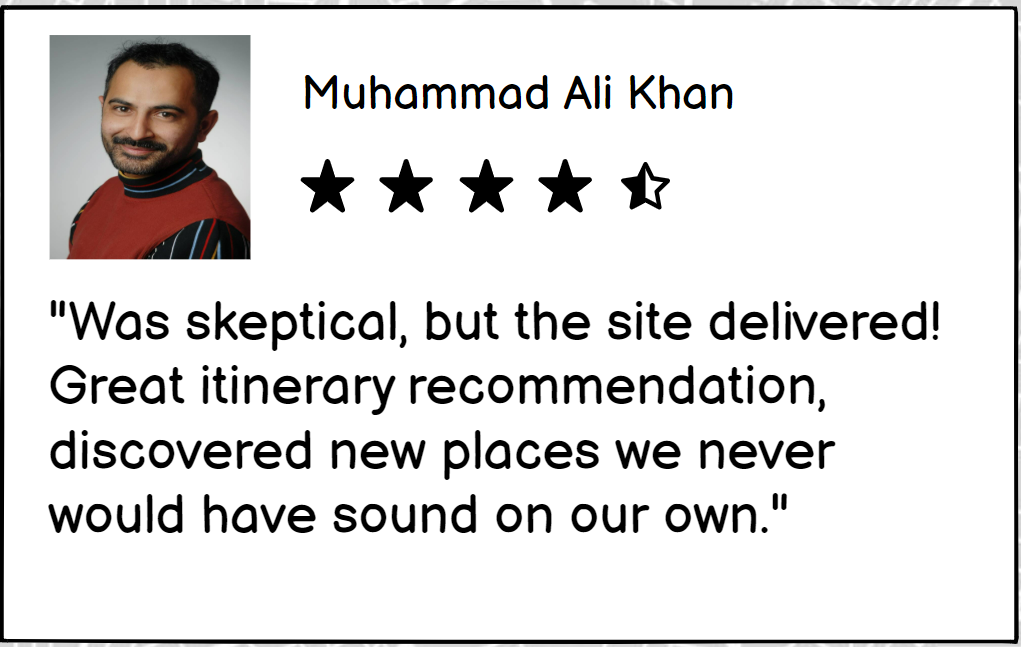 Muhammad Ali Khan
"Was skeptical, but the site delivered!
Great itinerary recommendation,
discovered new places we never
would have sound on our own."